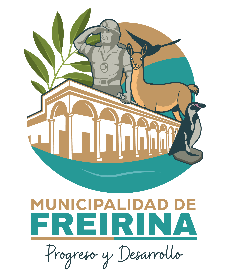 MUNICIPALIDAD DE
FREIRINA
Progreso y Desarrollo